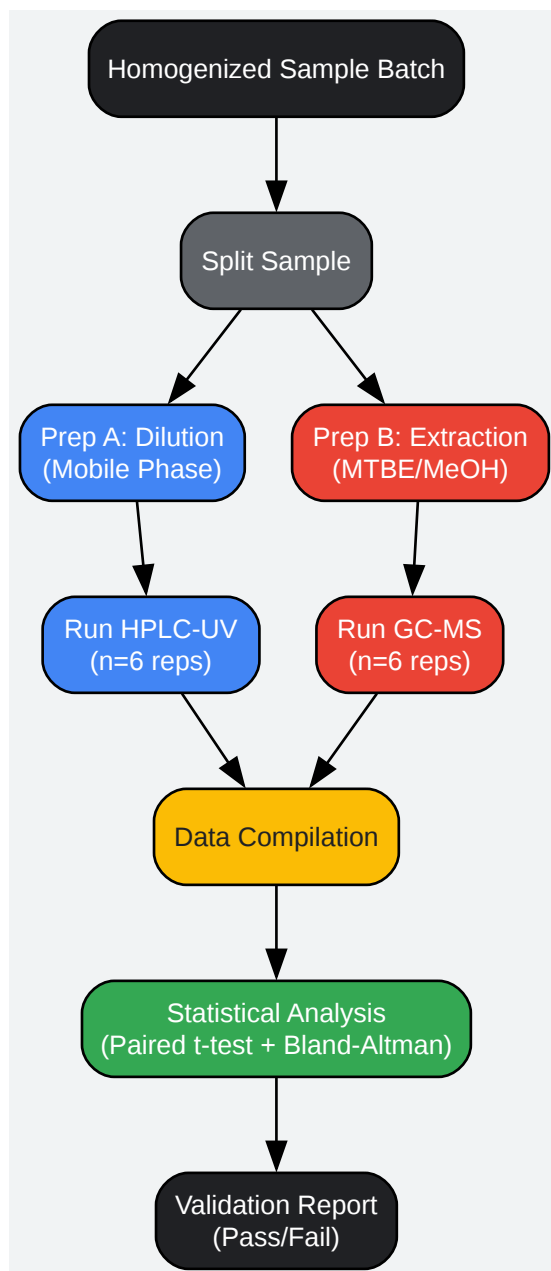 Homogenized Sample Batch
Split Sample
Prep A: Dilution
(Mobile Phase)
Prep B: Extraction
(MTBE/MeOH)
Run HPLC-UV
(n=6 reps)
Run GC-MS
(n=6 reps)
Data Compilation
Statistical Analysis
(Paired t-test + Bland-Altman)
Validation Report
(Pass/Fail)